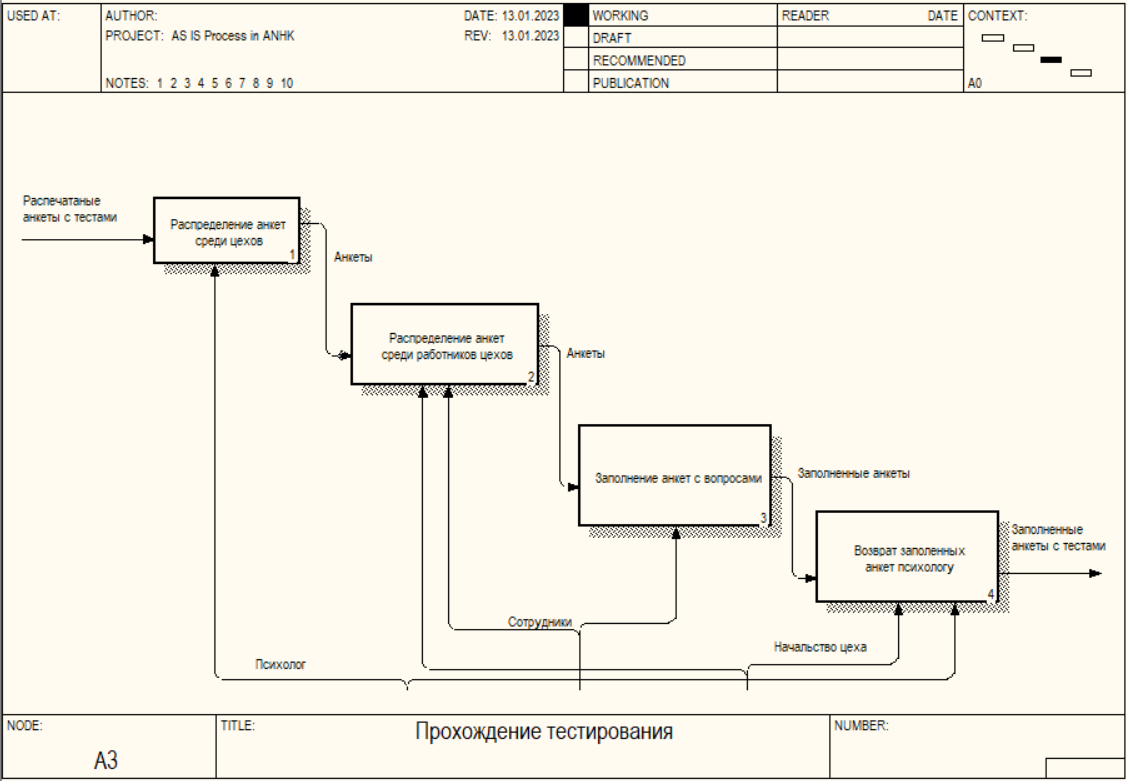 USED AT:
AUTHOR:
DATE: 13.01.2023
WORKING
READER
DATE
CONTEXT:
PROJECT: AS IS Process in ANHK
REV: 13.01.2023
DRAFT
RECOMMENDED
NOTES: 1 2 3 4 5 6 7 8 9 10
PUBLICATION
A0
Распечатаные
анкеты с тестами
Распределение анкет
среди цехов
1
Анкеты
Распределение анкет
среди работников цехов
2
Анкеты
Заполнение анкет с вопросами
3
Заполненные анкеты
Возврат заполенных
анкет психологу
4
Заполненные
анкеты с тестами
Сотрудники
Начальство цеха
Психолог
NODE:
TITLE:
Прохождение тестирования
NUMBER:
A3